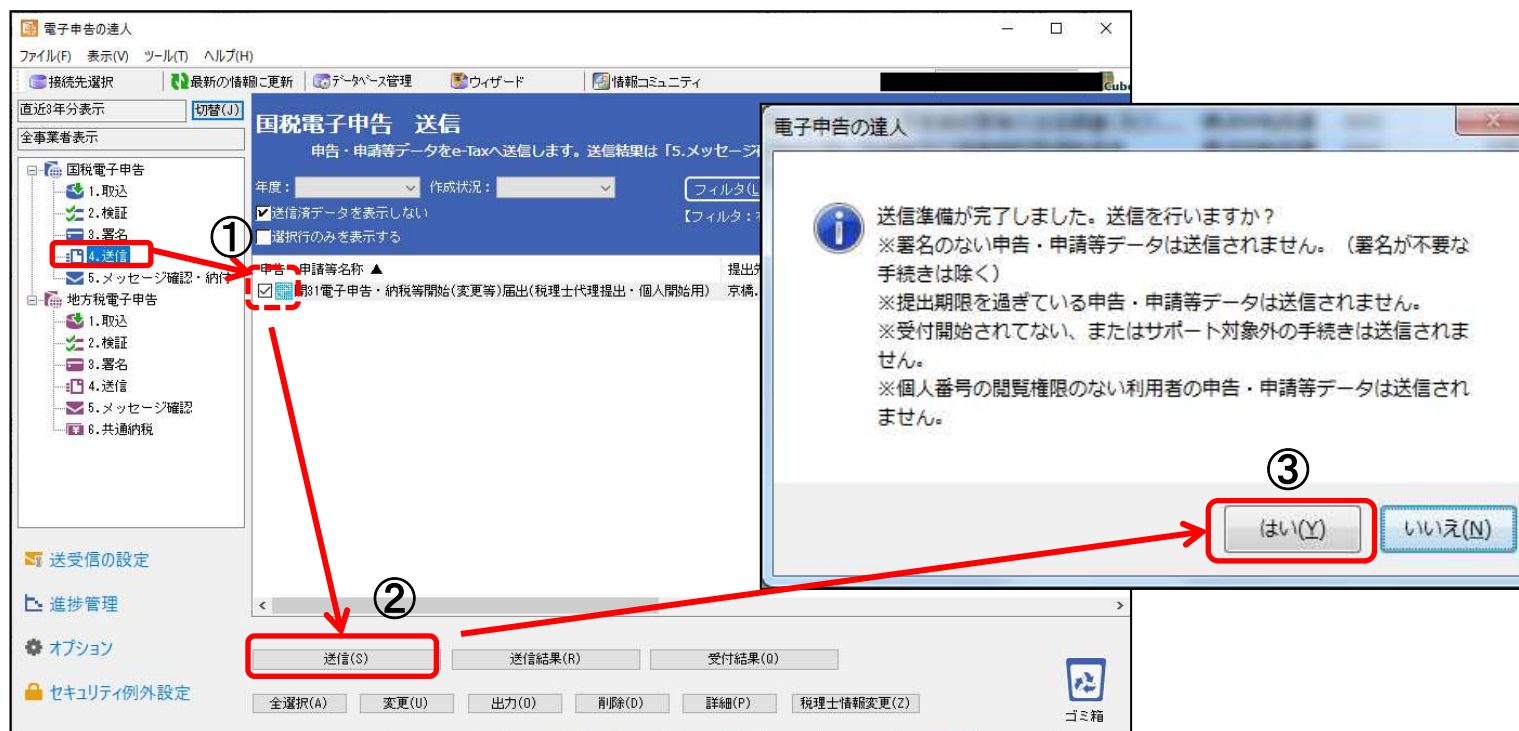 電子申告の達人
ファイル(F) 表示(V) ツール(T) ヘルプ(H)
接続先選択 最新の情報に更新 データベース管理 ウィザード 情報コミュニティ
直近3年分表示 切替(J)
全事業者表示
国税電子申告
1.取込
2.検証
3.署名
4.送信
5.メッセージ確認・納付
地方税電子申告
1.取込
2.検証
3.署名
4.送信
5.メッセージ確認
6.共通納税
送受信の設定
進捗管理
オプション
セキュリティ例外設定
国税電子申告 送信
申告・申請等データをe-Taxへ送信します。送信結果は「5.メッセージ
年度: 作成状況: フィルタ(L
送信済データを表示しない 【フィルタ:
選択行のみを表示する
①
申告・申請等名称 ▲ 提出先
開31電子申告・納税等開始(変更等)届出(税理士代理提出・個人開始用) 京橋.
②
送信(S) 送信結果(R) 受付結果(Q)
全選択(A) 変更(U) 出力(O) 削除(D) 詳細(P) 税理士情報変更(Z)
ゴミ箱
電子申告の達人
送信準備が完了しました。送信を行いますか?
※署名のない申告・申請等データは送信されません。(署名が不要な
手続きは除く)
※提出期限を過ぎている申告・申請等データは送信されません。
※受付開始されてない、またはサポート対象外の手続きは送信されま
せん。
※個人番号の閲覧権限のない利用者の申告・申請等データは送信され
ません。
③
はい(Y) いいえ(N)